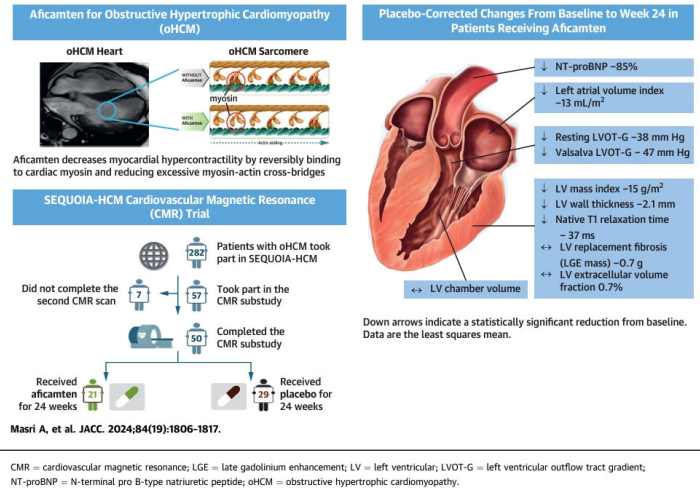 Aficamten for Obstructive Hypertrophic Cardiomyopathy
(oHCM)
oHCM Heart
oHCM Sarcomere
WITHOUT
Aficamten
myosin
WITH
Aficamten
Actin sliding
Aficamten decreases myocardial hypercontractility by reversibly binding
to cardiac myosin and reducing excessive myosin-actin cross-bridges
SEQUOIA-HCM Cardiovascular Magnetic Resonance
(CMR) Trial
282
Patients with oHCM took
part in SEQUOIA-HCM
Did not complete the
second CMR scan
7
57
Took part in the
CMR substudy
50
Completed the
CMR substudy
Received
aficamten
for 24 weeks
21
29
Received
placebo for
24 weeks
Masri A, et al. JACC. 2024;84(19):1806-1817.
Placebo-Corrected Changes From Baseline to Week 24 in
Patients Receiving Aficamten
↓ NT-proBNP −85%
↓ Left atrial volume index
−13 mL/m²
↓ Resting LVOT-G −38 mm Hg
↓ Valsalva LVOT-G − 47 mm Hg
↓ LV mass index −15 g/m²
↓ LV wall thickness −2.1 mm
↓ Native T1 relaxation time
− 37 ms
↔ LV replacement fibrosis
(LGE mass) −0.7 g
↔ LV extracellular volume
fraction 0.7%
↔ LV chamber volume
Down arrows indicate a statistically significant reduction from baseline.
Data are the least squares mean.
CMR = cardiovascular magnetic resonance; LGE = late gadolinium enhancement; LV = left ventricular; LVOT-G = left ventricular outflow tract gradient;
NT-proBNP = N-terminal pro B-type natriuretic peptide; oHCM = obstructive hypertrophic cardiomyopathy.